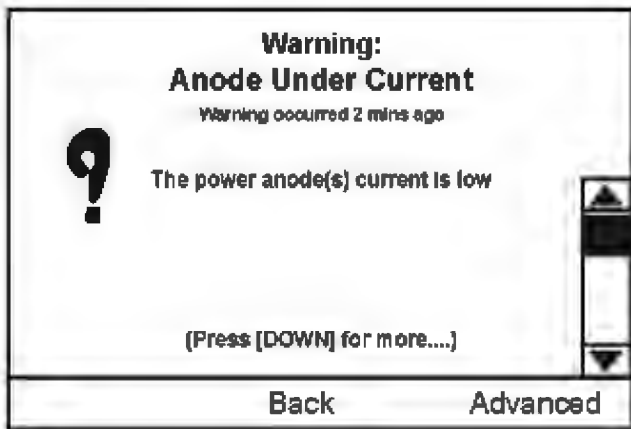 Warning:
Anode Under Current
Warning occurred 2 mins ago
The power anode(s) current is low
(Press [DOWN] for more....)
Back Advanced